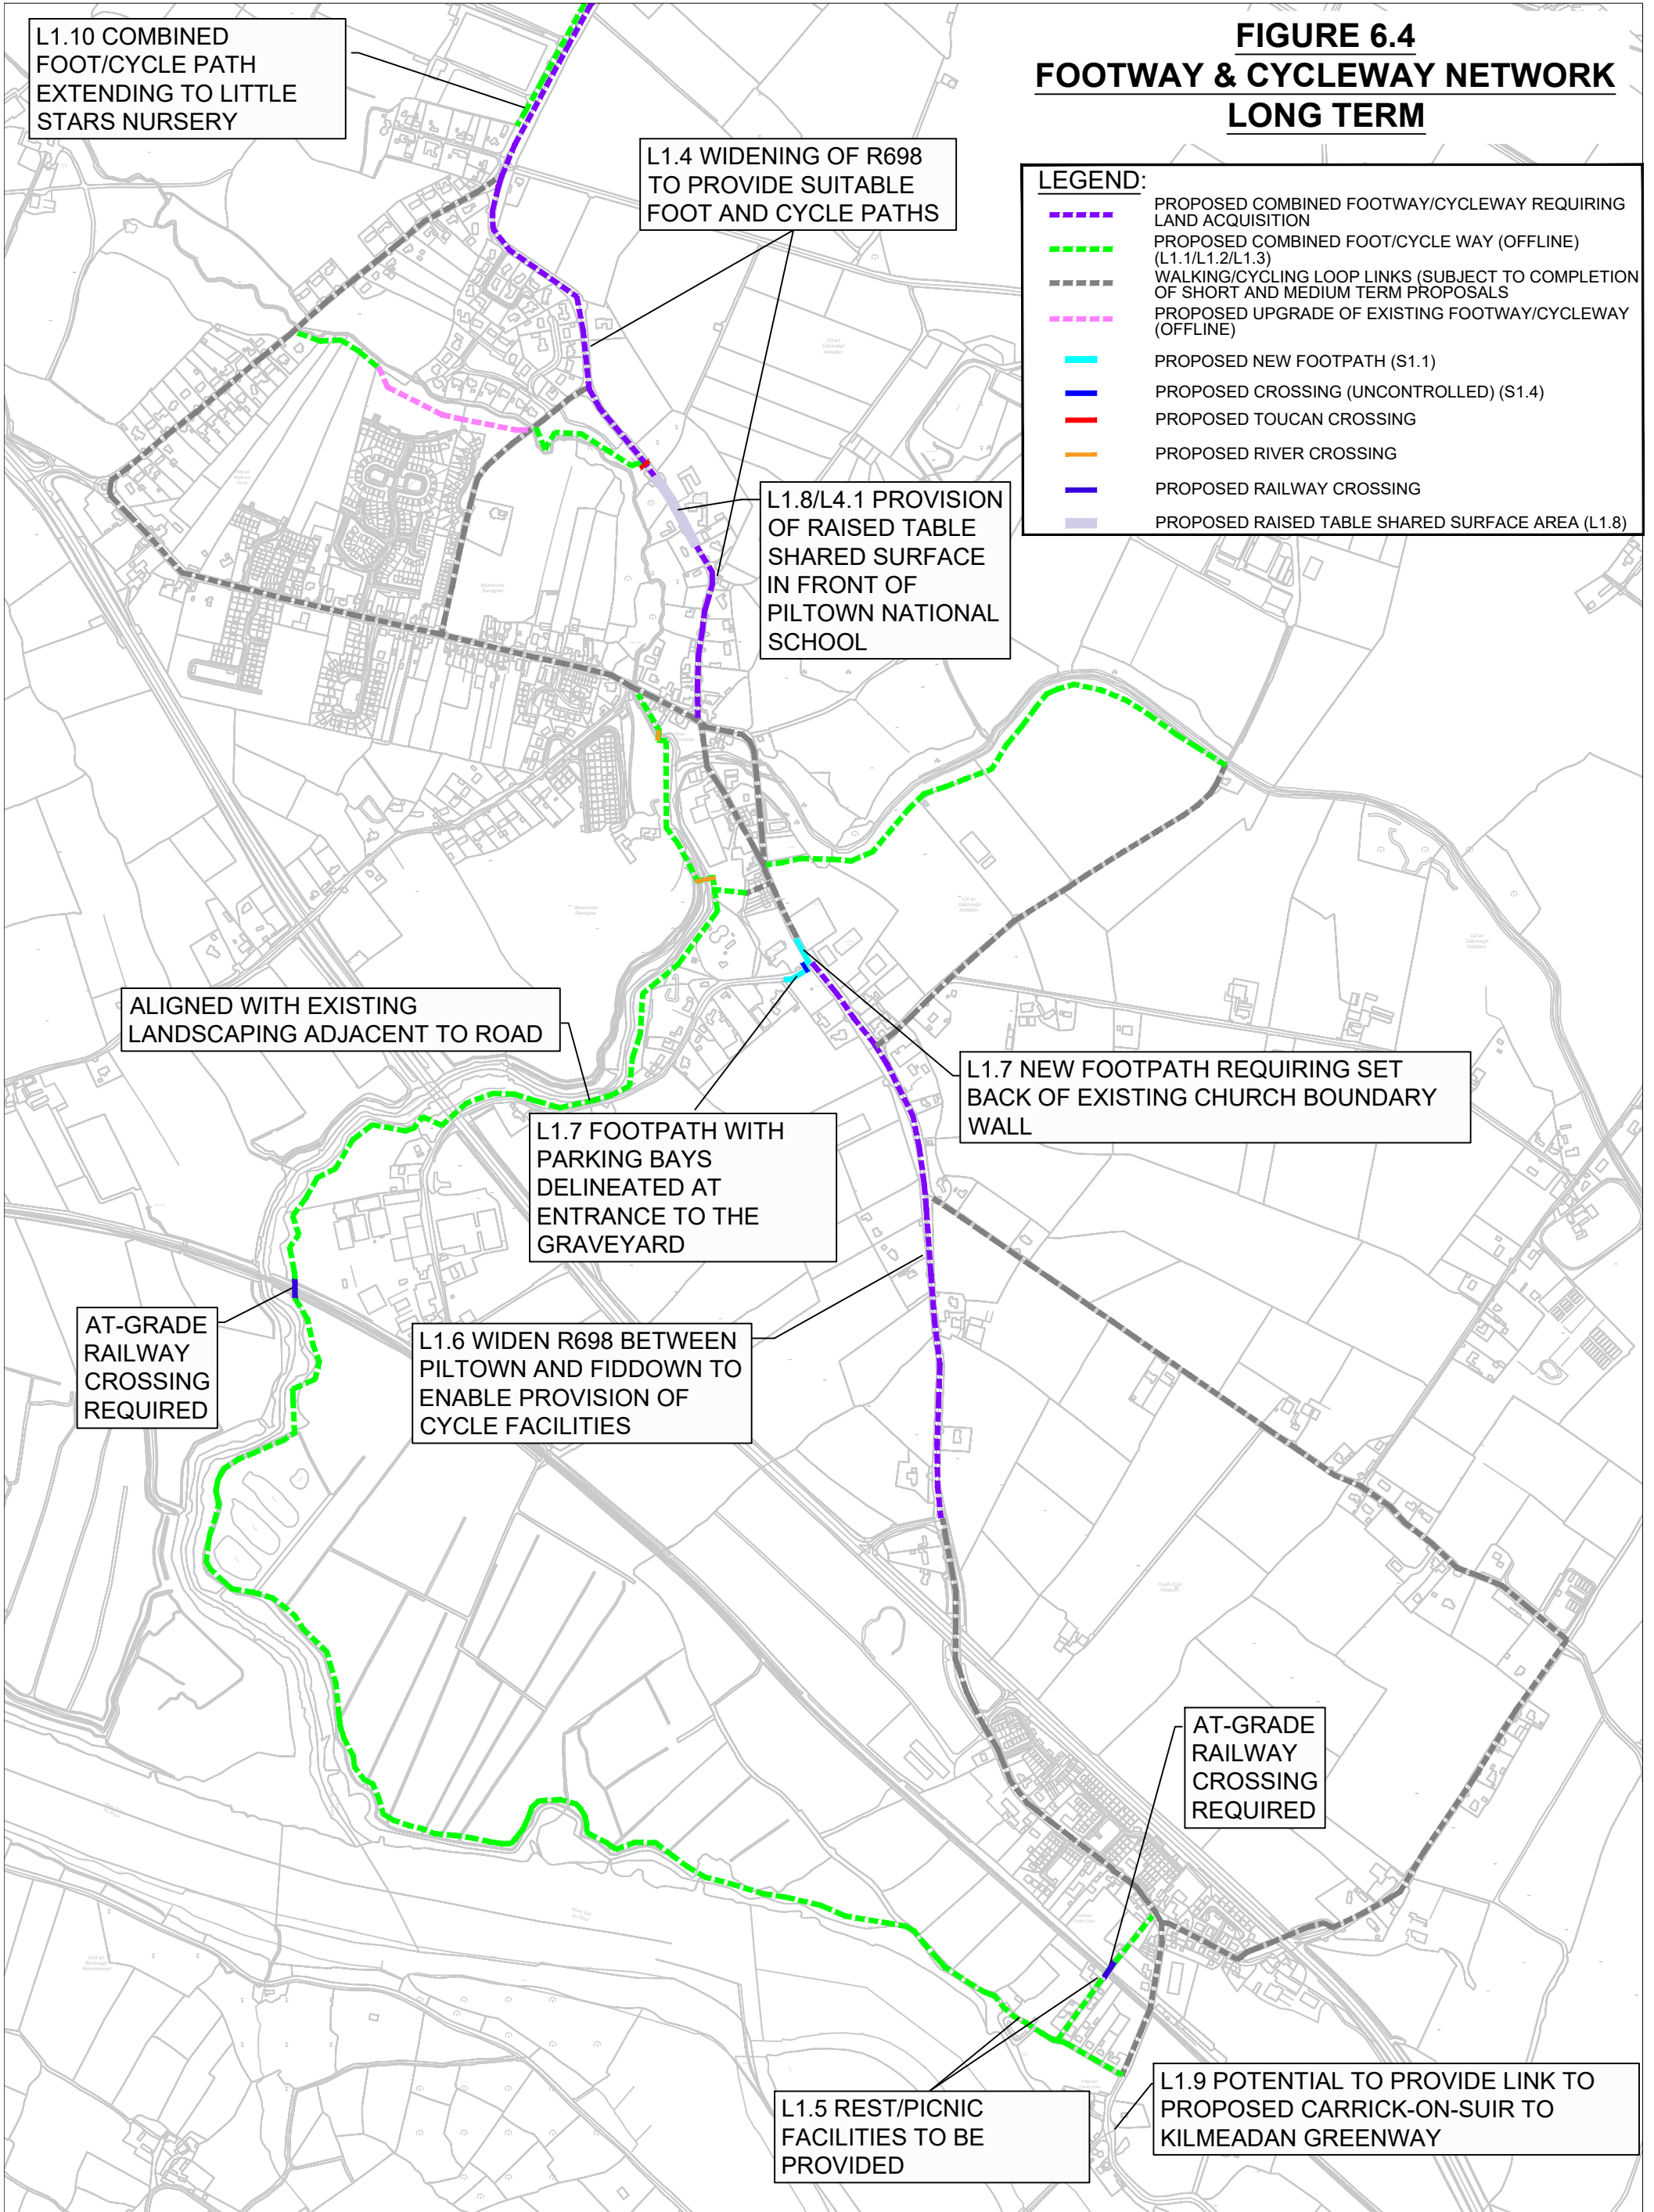 FIGURE 6.4
FOOTWAY & CYCLEWAY NETWORK
LONG TERM
L1.10 COMBINED
FOOT/CYCLE PATH
EXTENDING TO LITTLE
STARS NURSERY
L1.4 WIDENING OF R698
TO PROVIDE SUITABLE
FOOT AND CYCLE PATHS
LEGEND:
PROPOSED COMBINED FOOTWAY/CYCLEWAY REQUIRING
LAND ACQUISITION
PROPOSED COMBINED FOOT/CYCLE WAY (OFFLINE)
(L1.1/L1.2/L1.3)
WALKING/CYCLING LOOP LINKS (SUBJECT TO COMPLETION
OF SHORT AND MEDIUM TERM PROPOSALS
PROPOSED UPGRADE OF EXISTING FOOTWAY/CYCLEWAY
(OFFLINE)
PROPOSED NEW FOOTPATH (S1.1)
PROPOSED CROSSING (UNCONTROLLED) (S1.4)
PROPOSED TOUCAN CROSSING
PROPOSED RIVER CROSSING
PROPOSED RAILWAY CROSSING
PROPOSED RAISED TABLE SHARED SURFACE AREA (L1.8)
L1.8/L4.1 PROVISION
OF RAISED TABLE
SHARED SURFACE
IN FRONT OF
PILTOWN NATIONAL
SCHOOL
ALIGNED WITH EXISTING
LANDSCAPING ADJACENT TO ROAD
L1.7 NEW FOOTPATH REQUIRING SET
BACK OF EXISTING CHURCH BOUNDARY
WALL
L1.7 FOOTPATH WITH
PARKING BAYS
DELINEATED AT
ENTRANCE TO THE
GRAVEYARD
AT-GRADE
RAILWAY
CROSSING
REQUIRED
L1.6 WIDEN R698 BETWEEN
PILTOWN AND FIDDOWN TO
ENABLE PROVISION OF
CYCLE FACILITIES
AT-GRADE
RAILWAY
CROSSING
REQUIRED
L1.5 REST/PICNIC
FACILITIES TO BE
PROVIDED
L1.9 POTENTIAL TO PROVIDE LINK TO
PROPOSED CARRICK-ON-SUIR TO
KILMEADAN GREENWAY